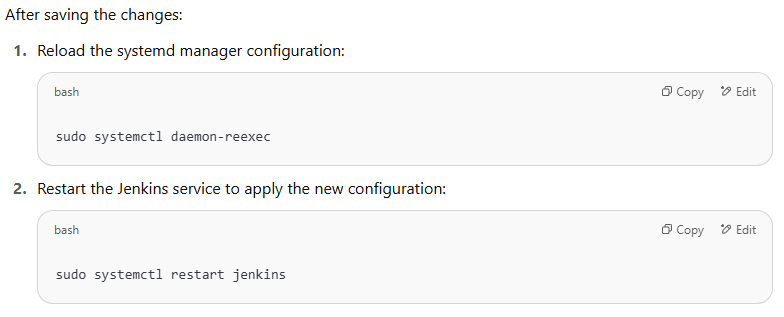 After saving the changes:
1. Reload the systemd manager configuration:
bash
Copy Edit
sudo systemctl daemon-reexec
2. Restart the Jenkins service to apply the new configuration:
bash
Copy Edit
sudo systemctl restart jenkins